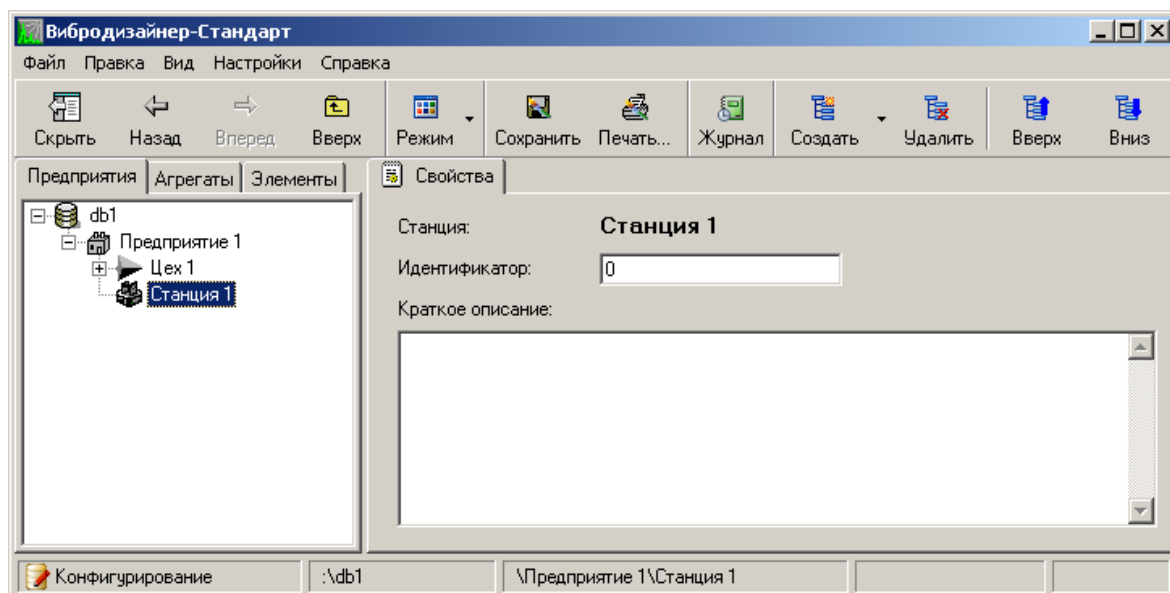 Вибродизайнер-Стандарт
Файл Правка Вид Настройки Справка
Скрыть Назад Вперед Вверх Режим Сохранить Печать... Журнал Создать Удалить Вверх Вниз
Предприятия Агрегаты Элементы Свойства
db1
Предприятие 1
Цех 1
Станция 1
Станция: Станция 1
Идентификатор: 0
Краткое описание:
Конфигурирование :\db1 \Предприятие 1\Станция 1